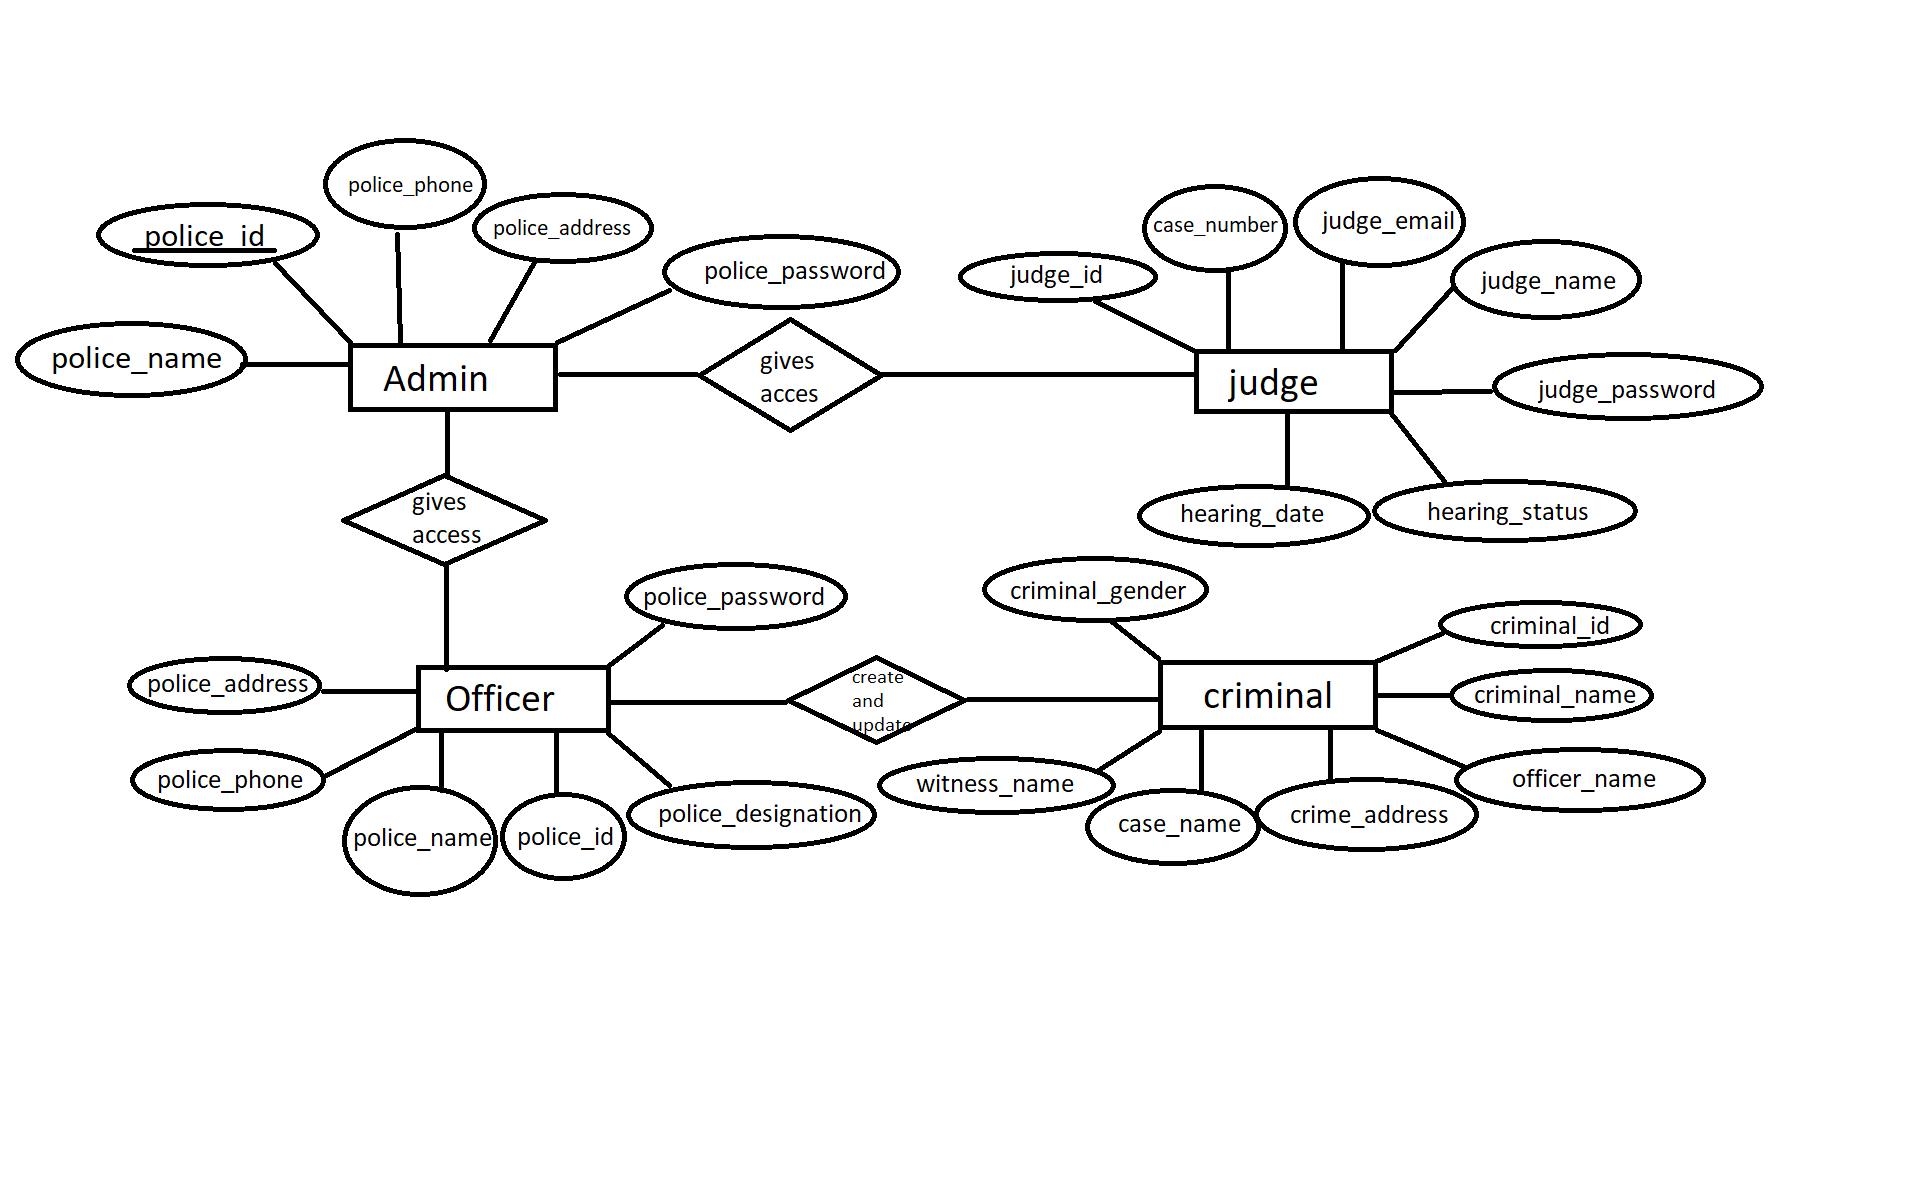 police_phone
police_id
police_address
police_password
police_name
Admin
gives
acces
case_number
judge_email
judge_id
judge_name
judge
judge_password
hearing_date
hearing_status
gives
access
police_password
police_address
Officer
police_phone
police_name
police_id
police_designation
create
and
update
criminal_gender
criminal_id
criminal
criminal_name
witness_name
case_name
crime_address
officer_name